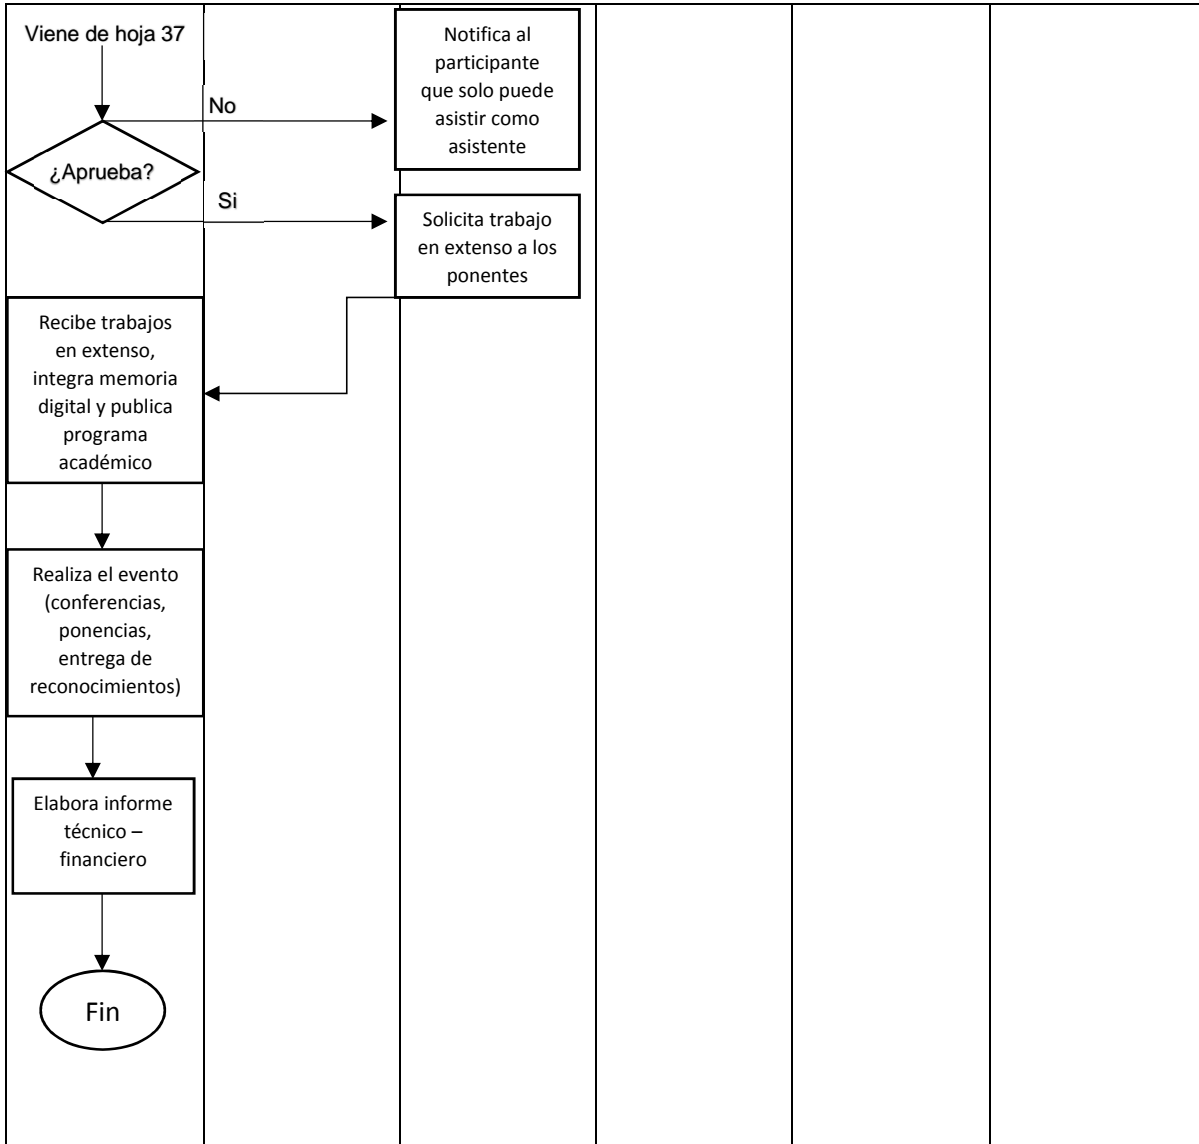 Viene de hoja 37
Notifica al
participante
que solo puede
asistir como
asistente
No
¿Aprueba?
Si
Solicita trabajo
en extenso a los
ponentes
Recibe trabajos
en extenso,
integra memoria
digital y publica
programa
académico
Realiza el evento
(conferencias,
ponencias,
entrega de
reconocimientos)
Elabora informe
técnico –
financiero
Fin